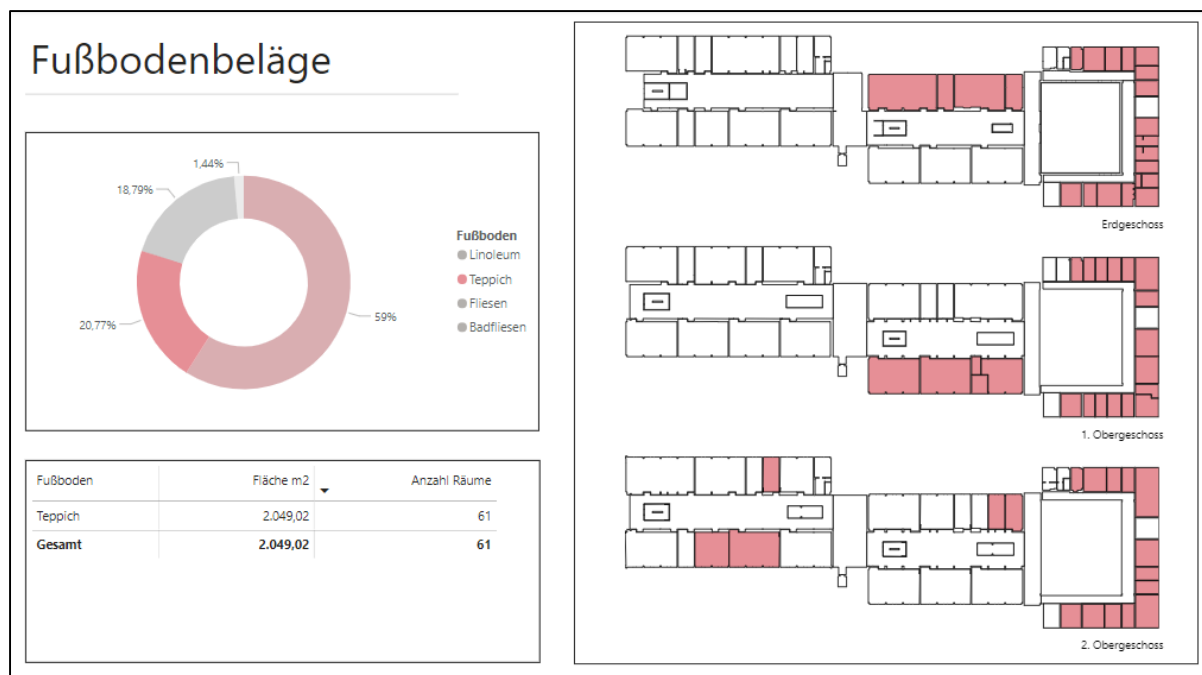 Fußbodenbeläge
1,44%
18,79%
20,77%
59%
Fußboden
Linoleum
Teppich
Fliesen
Badfliesen
Fußboden Fläche m2 Anzahl Räume
Teppich 2.049,02 61
Gesamt 2.049,02 61
Erdgeschoss
1. Obergeschoss
2. Obergeschoss